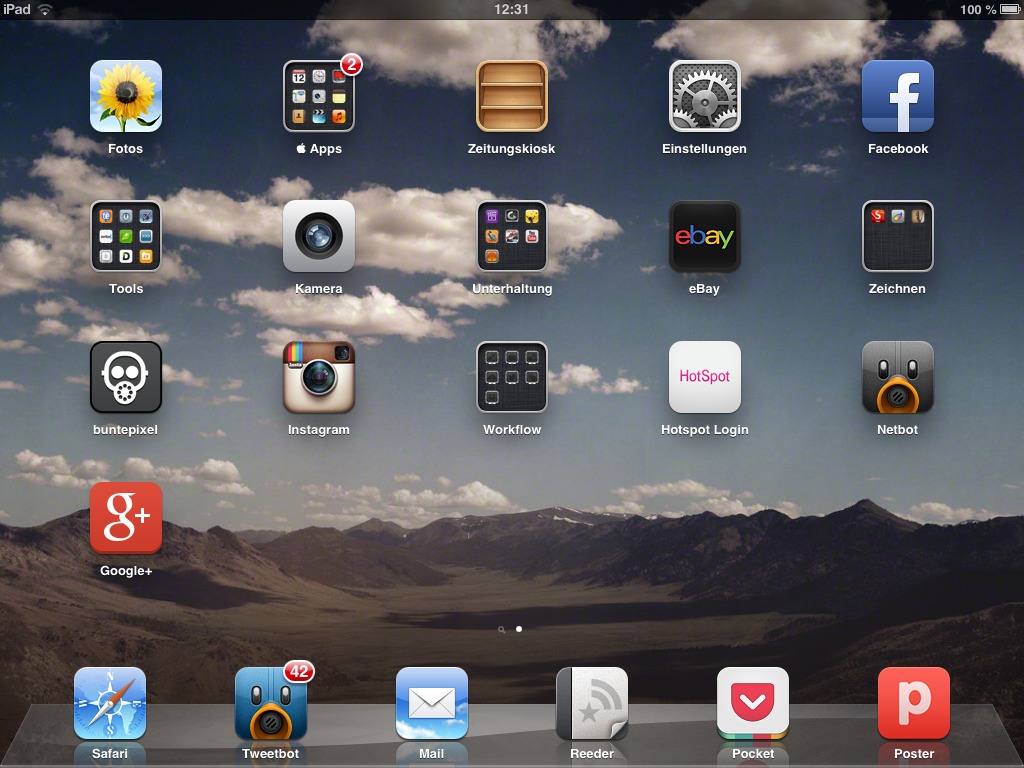 iPad 12:31 100 %
2
Fotos Apps Zeitungskiosk Einstellungen Facebook
ebay
Tools Kamera Unterhaltung eBay Zeichnen
HotSpot
buntepixel Instagram Workflow Hotspot Login Netbot
g+
Google+
42
Safari Tweetbot Mail Reeder Pocket Poster